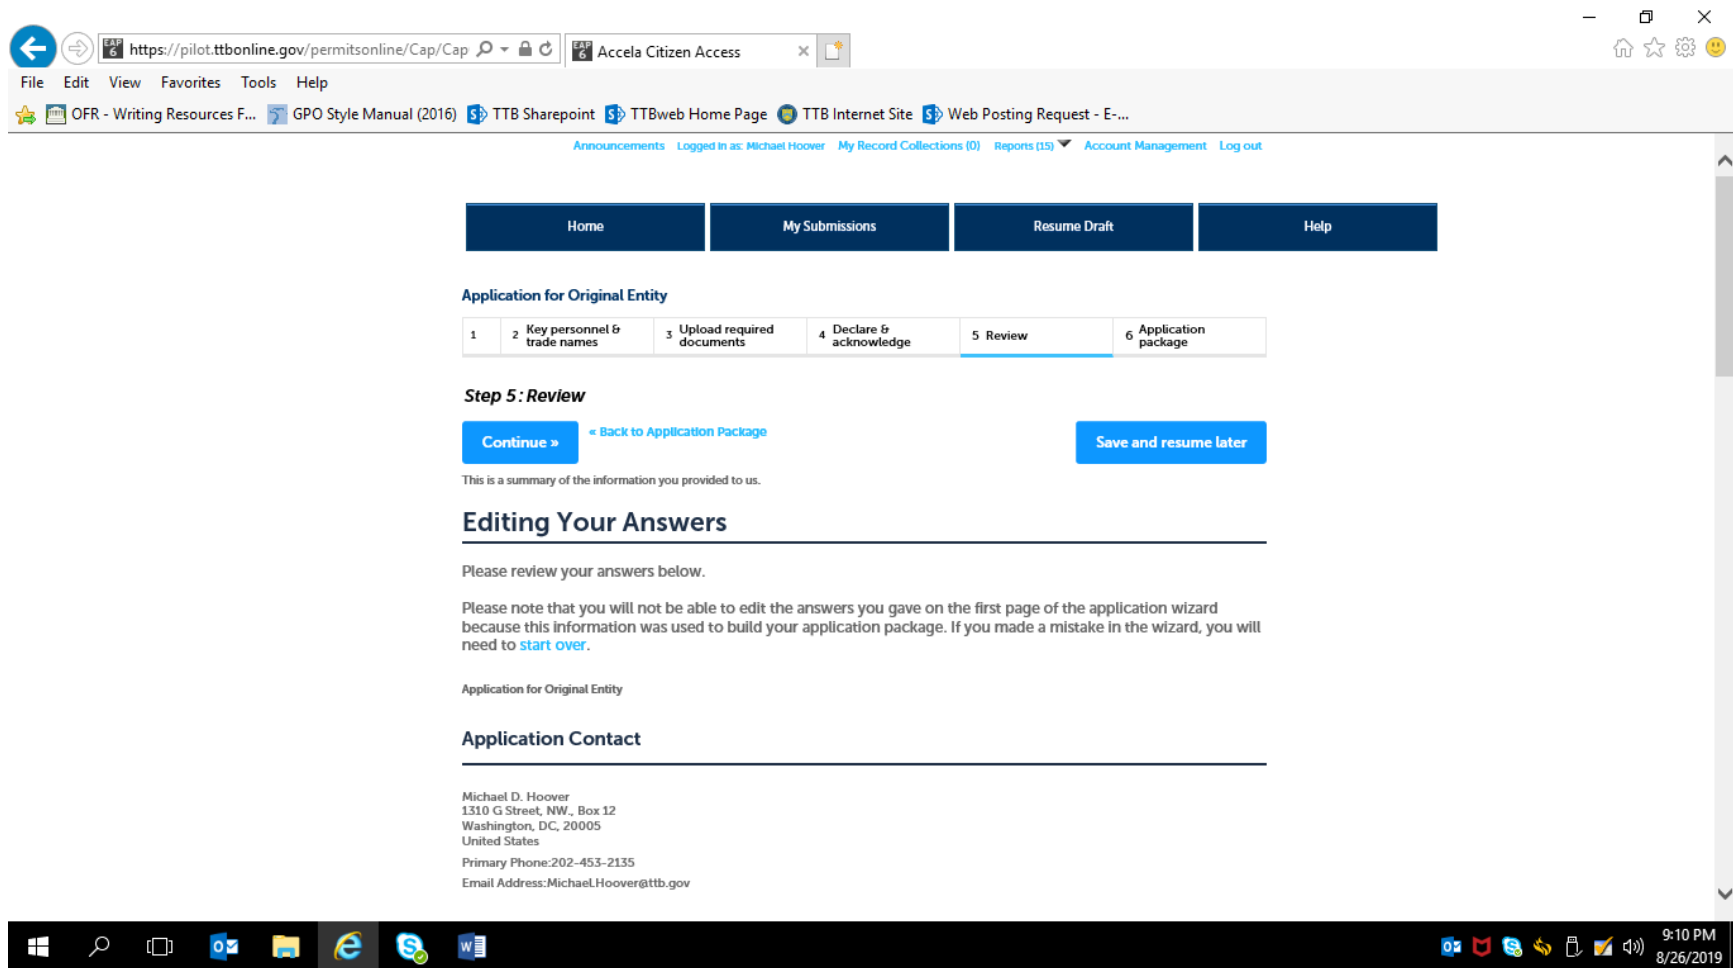 https://pilot.ttbonline.gov/permitsonline/Cap/Cap
Accela Citizen Access
File Edit View Favorites Tools Help
OFR - Writing Resources F... GPO Style Manual (2016) TTB Sharepoint TTBweb Home Page TTB Internet Site Web Posting Request - E-...
Announcements Logged in as: Michael Hoover My Record Collections (0) Reports (15) Account Management Log out
Home My Submissions Resume Draft Help
Application for Original Entity
1 2 Key personnel & trade names 3 Upload required documents 4 Declare & acknowledge 5 Review 6 Application package
Step 5: Review
Continue » « Back to Application Package Save and resume later
This is a summary of the information you provided to us.
Editing Your Answers
Please review your answers below.
Please note that you will not be able to edit the answers you gave on the first page of the application wizard
because this information was used to build your application package. If you made a mistake in the wizard, you will
need to start over.
Application for Original Entity
Application Contact
Michael D. Hoover
1310 G Street, NW., Box 12
Washington, DC, 20005
United States
Primary Phone:202-453-2135
Email Address:Michael.Hoover@ttb.gov
9:10 PM
8/26/2019